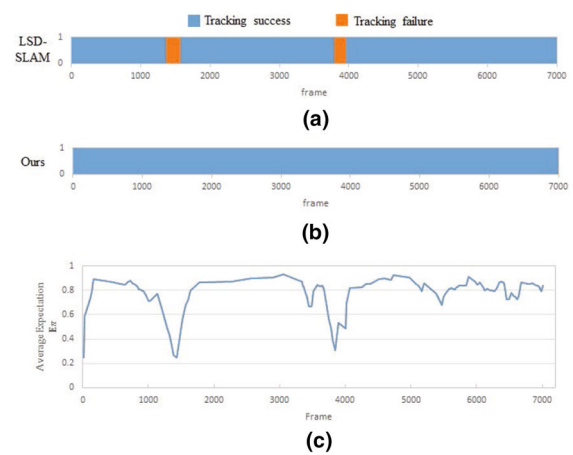 Tracking success Tracking failure
LSD-
SLAM
1
0
0 1000 2000 3000 4000 5000 6000 7000
frame
(a)
Ours
1
0
0 1000 2000 3000 4000 5000 6000 7000
frame
(b)
Average Expectation
Err
1
0.8
0.6
0.4
0.2
0
0 1000 2000 3000 4000 5000 6000 7000
Frame
(c)